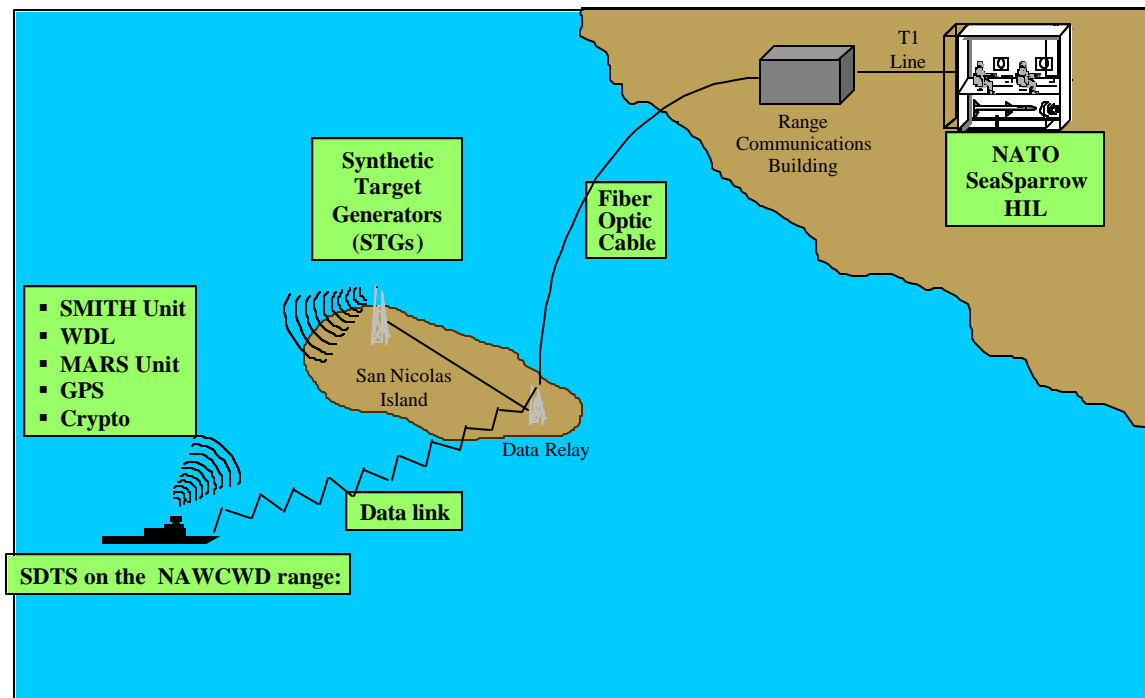 T1
Line
Range
Communications
Building
NATO
SeaSparrow
HIL
Synthetic
Target
Generators
(STGs)
Fiber
Optic
Cable
▪ SMITH Unit
▪ WDL
▪ MARS Unit
▪ GPS
▪ Crypto
San Nicolas
Island
Data Relay
Data link
SDTS on the NAWCWD range: